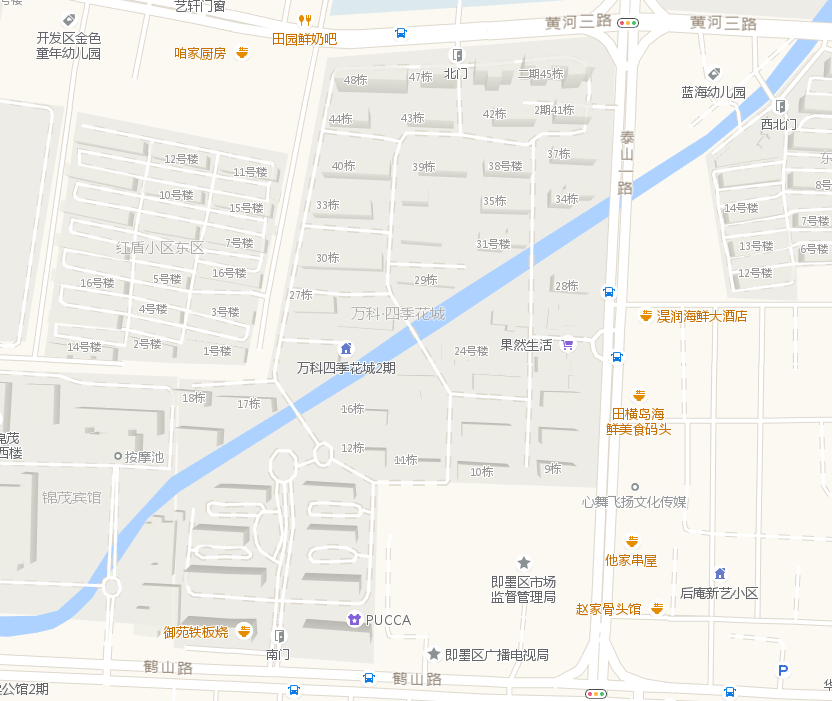 艺轩门窗
开发区金色
童年幼儿园
咱家厨房
田园鲜奶吧
黄河三路
黄河三路
北门
蓝海幼儿园
西北门
泰山一路
48栋
47栋
二期45栋
44栋
43栋
42栋
2期41栋
40栋
39栋
38号楼
37栋
33栋
35栋
34栋
30栋
31号楼
29栋
28栋
27栋
12号楼
11号楼
10号楼
15号楼
红盾小区东区
7号楼
16号楼
5号楼
16号楼
4号楼
3号楼
14号楼
2号楼
1号楼
东
8号
14号楼
7号楼
13号楼
6号楼
12号楼
万科·四季花城
万科四季花城2期
24号楼
果然生活
淏润海鲜大酒店
田横岛海
鲜美食码头
18栋
17栋
16栋
12栋
11栋
10栋
9栋
西楼
按摩池
锦茂宾馆
心舞飞扬文化传媒
他家串屋
即墨区市场
监督管理局
后庵新艺小区
赵家骨头馆
御苑铁板烧
PUCCA
南门
即墨区广播电视局
鹤山路
鹤山路
公馆2期
P